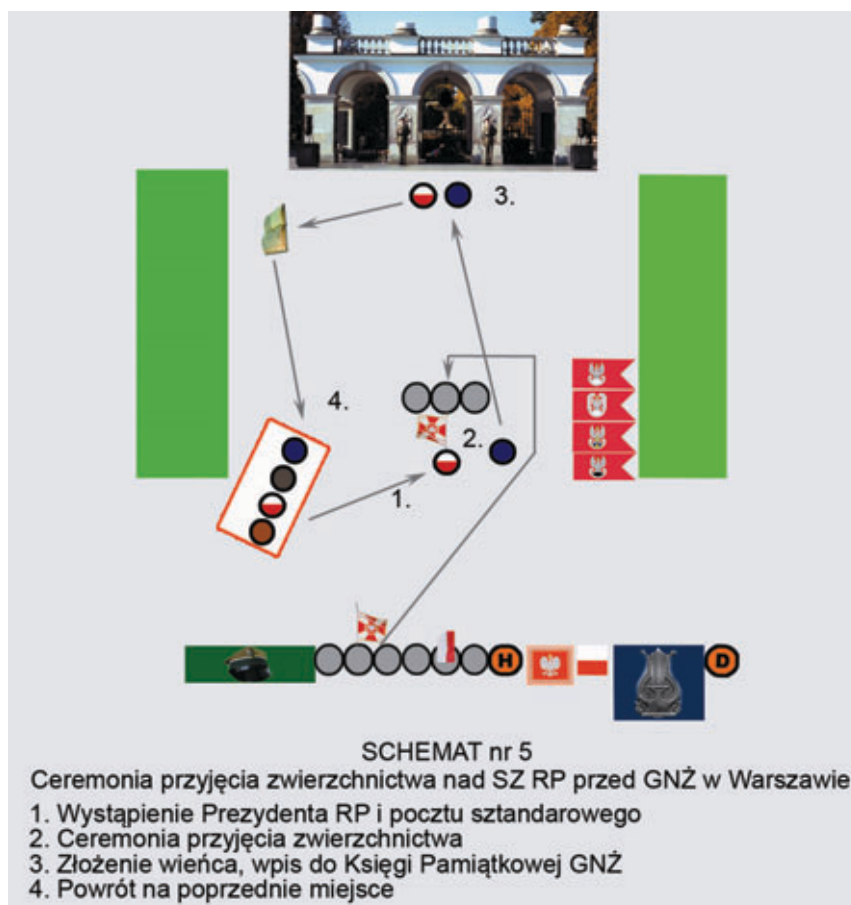 3.
4.
2.
1.
H
D
SCHEMAT nr 5
Ceremonia przyjęcia zwierzchnictwa nad SZ RP przed GNŻ w Warszawie
1. Wystąpienie Prezydenta RP i pocztu sztandarowego
2. Ceremonia przyjęcia zwierzchnictwa
3. Złożenie wieńca, wpis do Księgi Pamiątkowej GNŻ
4. Powrót na poprzednie miejsce